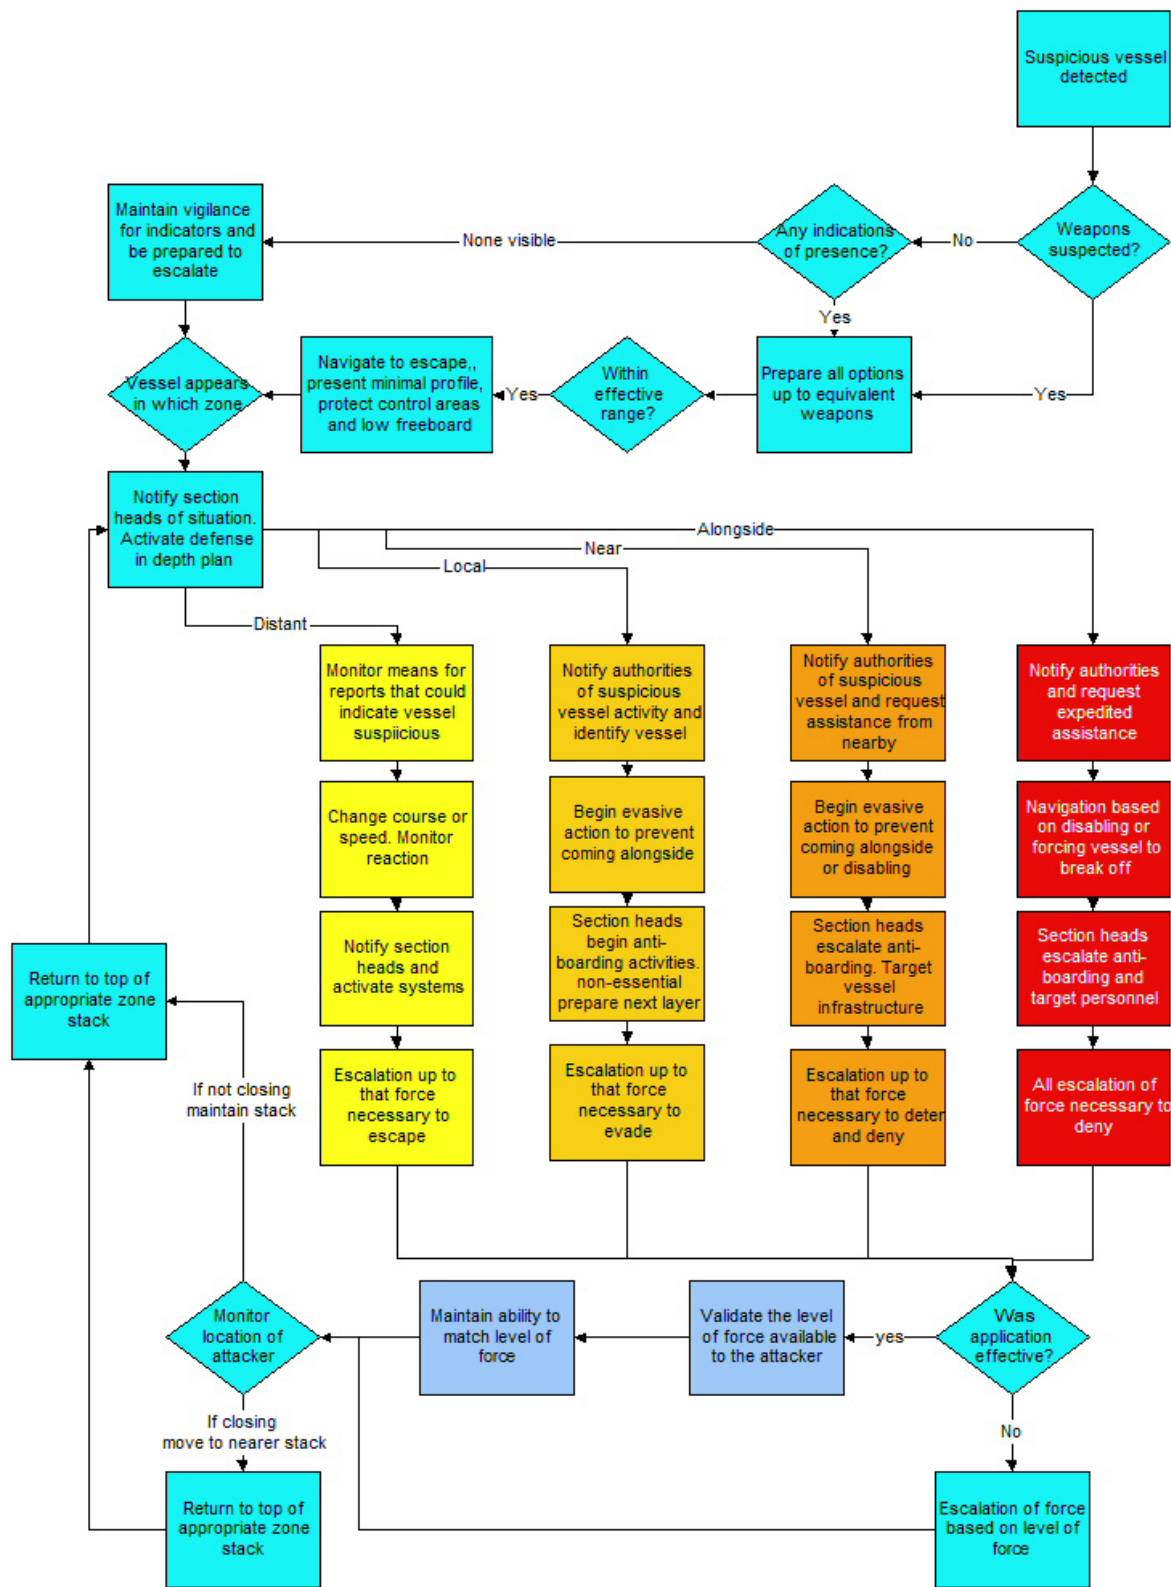 Suspicious vessel
detected
Maintain vigilance
for indicators and
be prepared to
escalate
None visible
Any indications
of presence?
No
Weapons
suspected?
Yes
Vessel appears
in which zone
Navigate to escape,,
present minimal profile,
protect control areas
and low freeboard
Yes
Within
effective
range?
Prepare all options
up to equivalent
weapons
Yes
Notify section
heads of situation.
Activate defense
in depth plan
Alongside
Near
Local
Distant
Monitor means for
reports that could
indicate vessel
suspiicious
Notify authorities
of suspicious
vessel activity and
identify vessel
Notify authorities
of suspicious
vessel and request
assistance from
nearby
Notify authorities
and request
expedited
assistance
Change course or
speed. Monitor
reaction
Begin evasive
action to prevent
coming alongside
Begin evasive
action to prevent
coming alongside
or disabling
Navigation based
on disabling or
forcing vessel to
break off
Notify section
heads and
activate systems
Section heads
begin anti-
boarding activities.
non-essential
prepare next layer
Section heads
escalate anti-
boarding. Target
vessel
infrastructure
Section heads
escalate anti-
boarding and
target personnel
Return to top of
appropriate zone
stack
If not closing
maintain stack
Escalation up to
that force
necessary to
escape
Escalation up to
that force
necessary to
evade
Escalation up to
that force
necessary to deter
and deny
All escalation of
force necessary to
deny
Monitor
location of
attacker
Maintain ability to
match level of
force
Validate the level
of force available
to the attacker
yes
Was
application
effective?
If closing
move to nearer stack
No
Return to top of
appropriate zone
stack
Escalation of force
based on level of
force